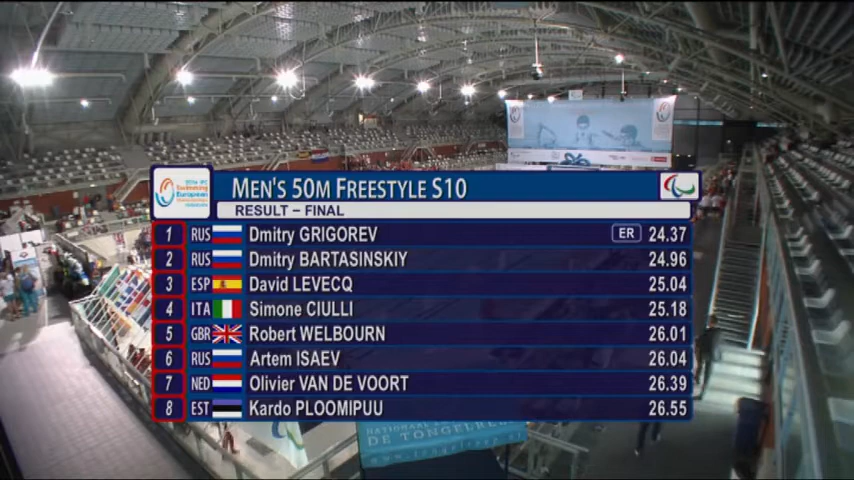 MEN'S 50M FREESTYLE S10
RESULT – FINAL
1 RUS Dmitry GRIGOREV ER 24.37
2 RUS Dmitry BARTASINSKIY 24.96
3 ESP David LEVECQ 25.04
4 ITA Simone CIULLI 25.18
5 GBR Robert WELBOURN 26.01
6 RUS Artem ISAEV 26.04
7 NED Olivier VAN DE VOORT 26.39
8 EST Kardo PLOOMIPUU 26.55
NATIONALE
DE TONGELREEP